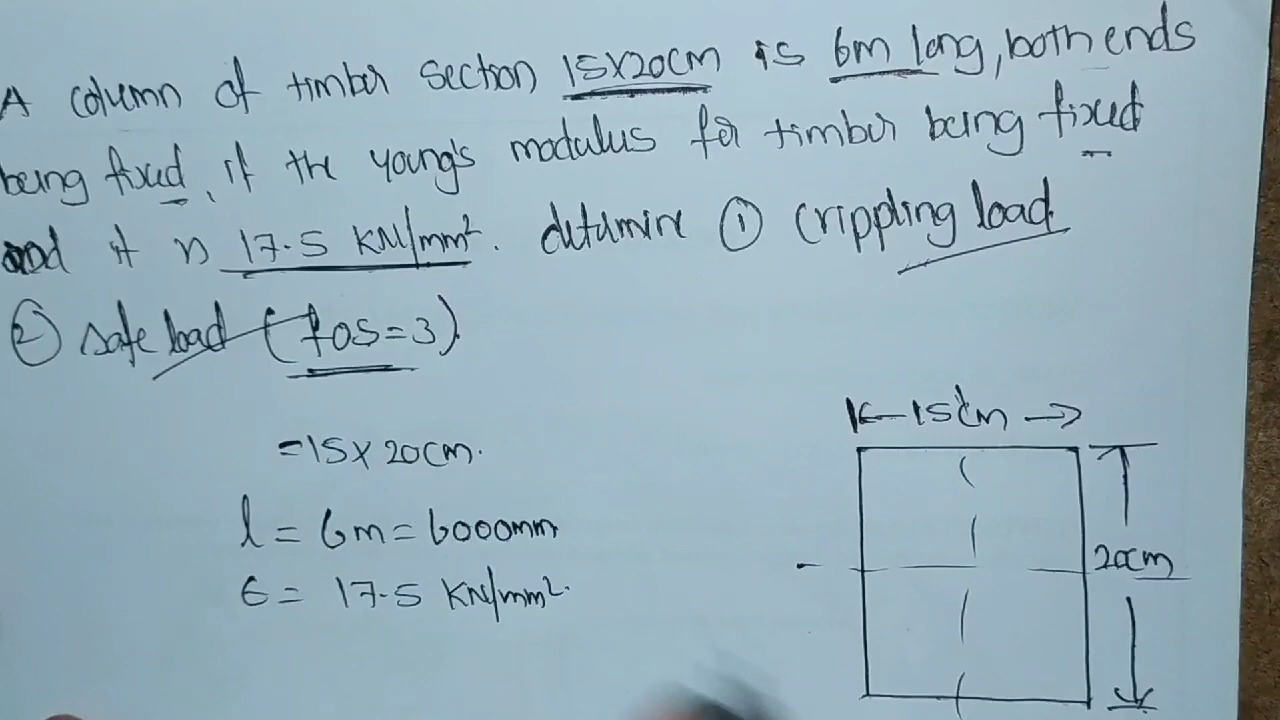 A column of timber section 15x20cm is 6m long, both ends
being fixed, if the young's modulus for timber being fixed
and it is 17.5 KN/mm². determine ① crippling load.
② safe load (fos=3).
=15x 20cm.
l = 6m = 6000mm
E = 17.5 KN/mm².
15cm
20cm